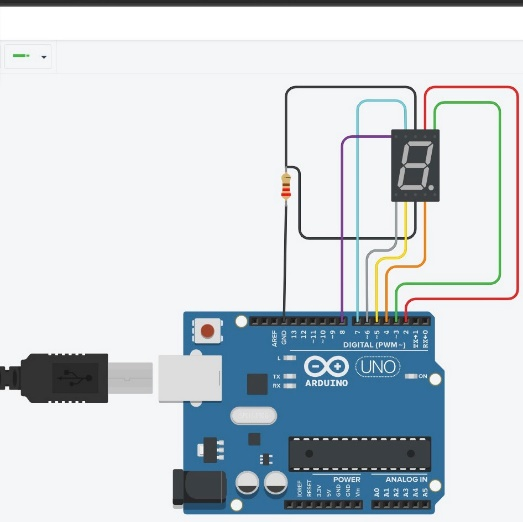 AREF
GND
13
12
~11
~10
~9
8
7
~6
~5
4
~3
2
TX→1
RX←0
DIGITAL (PWM~)
L
TX
RX
UNO
ARDUINO
ON
IOREF
RESET
3.3V
5V
GND
GND
Vin
POWER
A0
A1
A2
A3
A4
A5
ANALOG IN